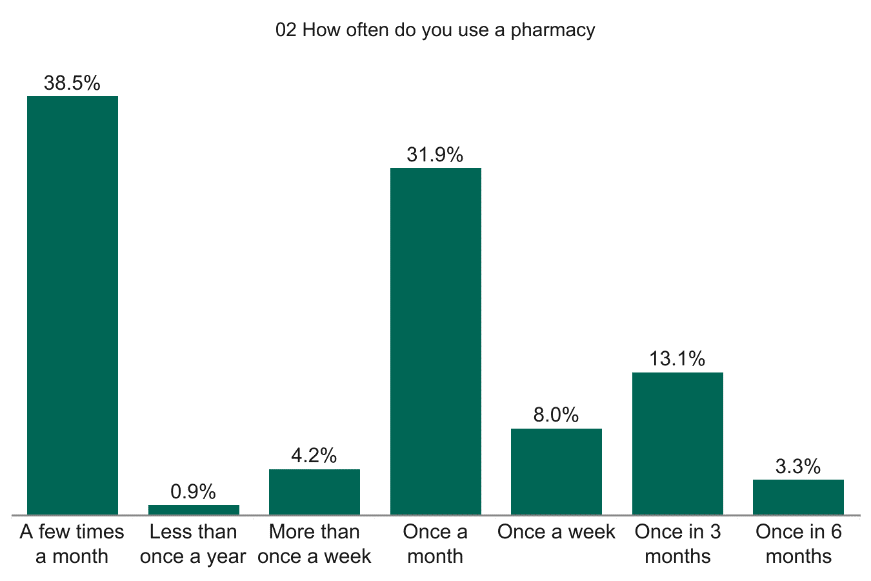 02 How often do you use a pharmacy
38.5%
0.9%
4.2%
31.9%
8.0%
13.1%
3.3%
A few times
a month
Less than
once a year
More than
once a week
Once a
month
Once a week
Once in 3
months
Once in 6
months